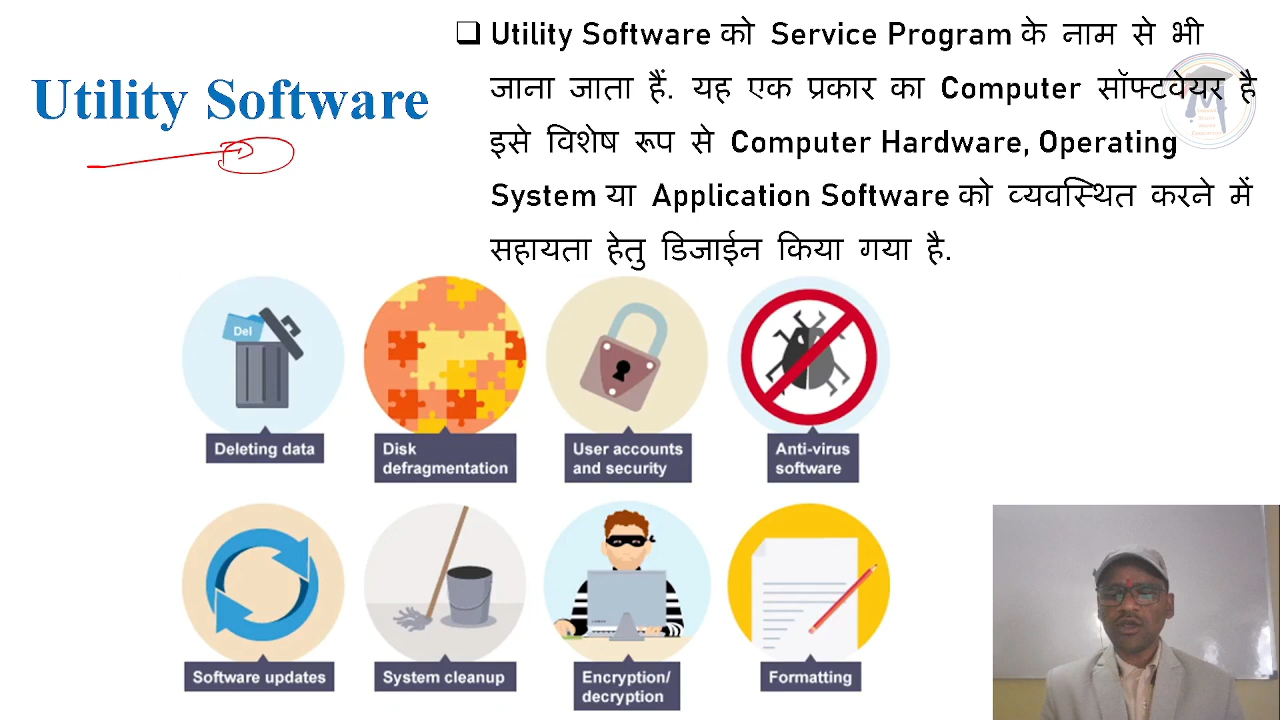 Utility Software
❑ Utility Software को Service Program के नाम से भी
जाना जाता हैं. यह एक प्रकार का Computer सॉफ्टवेयर है
इसे विशेष रूप से Computer Hardware, Operating
System या Application Software को व्यवस्थित करने में
सहायता हेतु डिजाईन किया गया है.
Del
Deleting data
Disk
defragmentation
User accounts
and security
Anti-virus
software
Software updates
System cleanup
Encryption/
decryption
Formatting